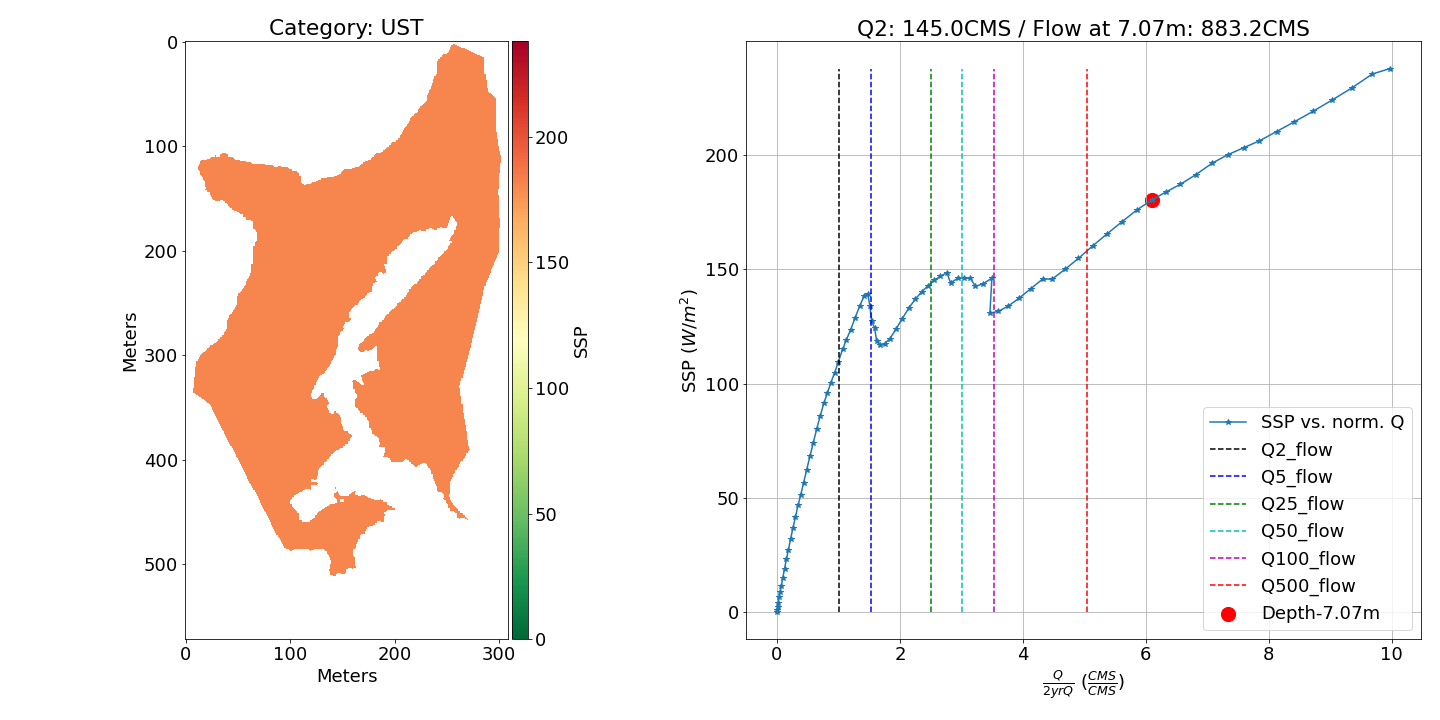 Category: UST
0
100
200
300
400
500
Meters
0
100
200
300
Meters
200
150
100
50
0
SSP
Q2: 145.0CMS / Flow at 7.07m: 883.2CMS
200
150
100
50
0
SSP (W/m²)
0
2
4
6
8
10
Q/2yrQ (CMS/CMS)
SSP vs. norm. Q
Q2_flow
Q5_flow
Q25_flow
Q50_flow
Q100_flow
Q500_flow
Depth-7.07m